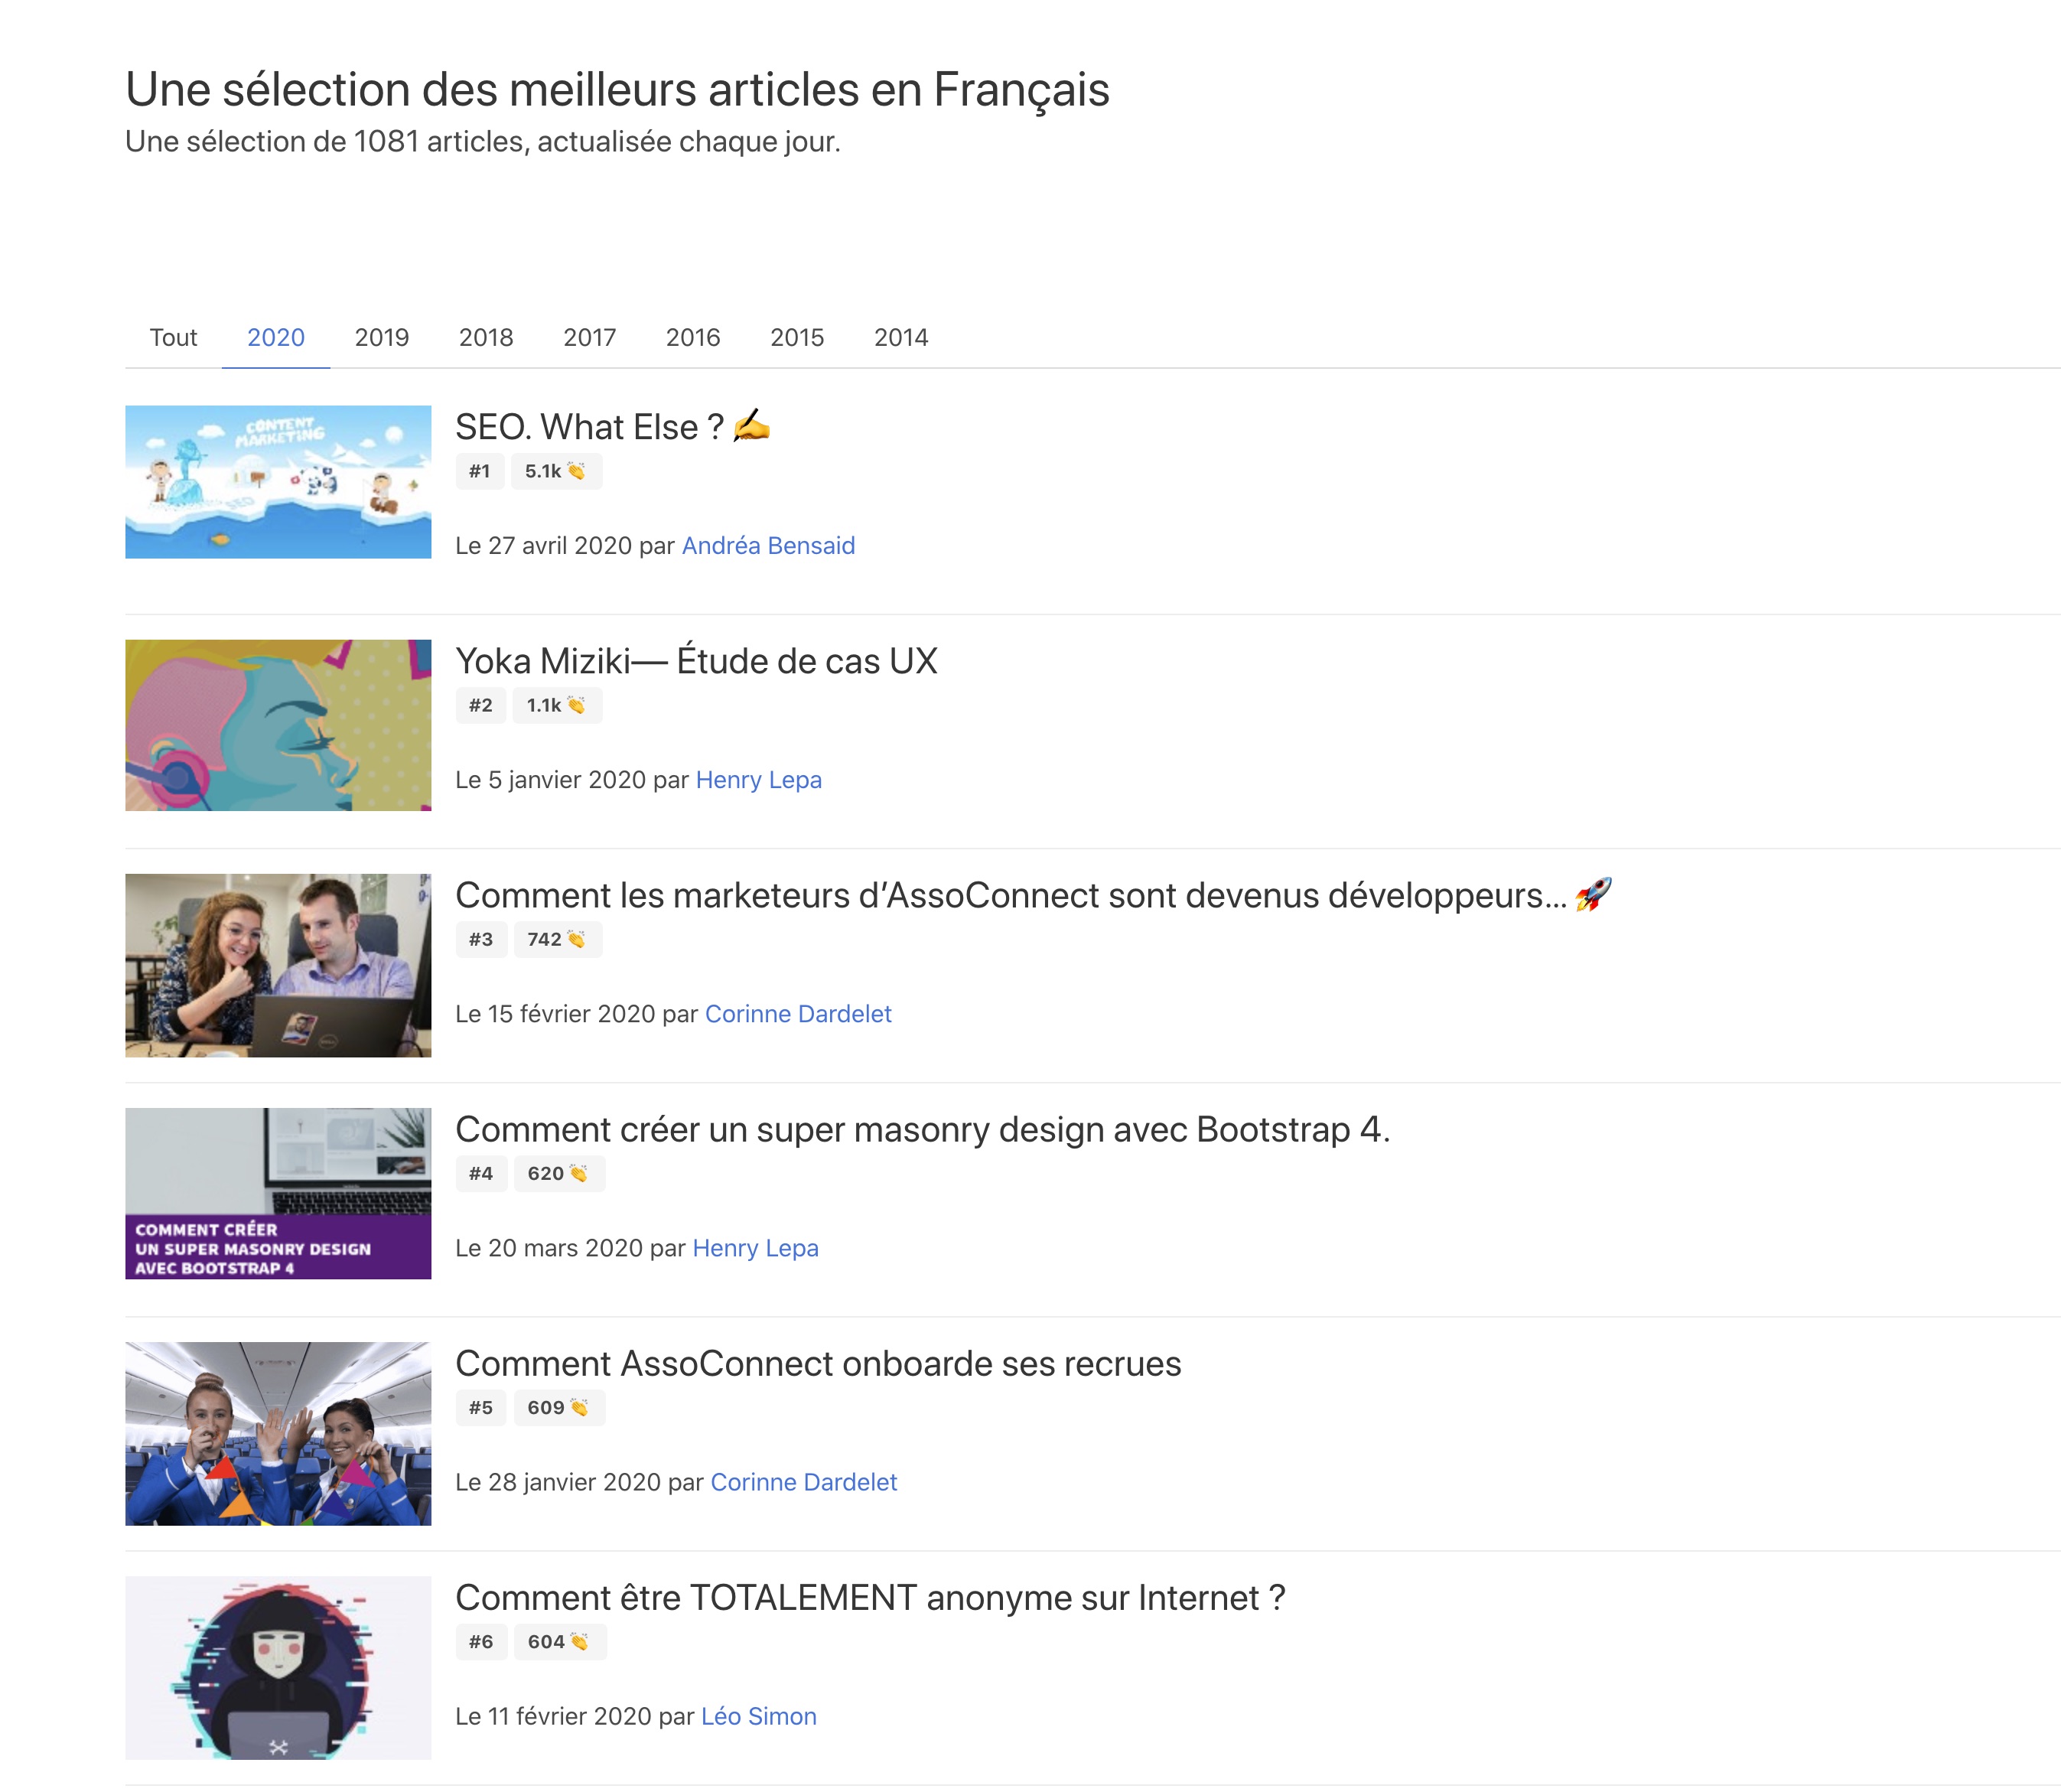 Une sélection des meilleurs articles en Français
Une sélection de 1081 articles, actualisée chaque jour.
Tout 2020 2019 2018 2017 2016 2015 2014
CONTENT
MARKETING
SEO
SEO. What Else ? ✍️
#1 5.1k 👏
Le 27 avril 2020 par Andréa Bensaid
Yoka Miziki— Étude de cas UX
#2 1.1k 👏
Le 5 janvier 2020 par Henry Lepa
Comment les marketeurs d’AssoConnect sont devenus développeurs… 🚀
#3 742 👏
Le 15 février 2020 par Corinne Dardelet
COMMENT CRÉER
UN SUPER MASONRY DESIGN
AVEC BOOTSTRAP 4
Comment créer un super masonry design avec Bootstrap 4.
#4 620 👏
Le 20 mars 2020 par Henry Lepa
Comment AssoConnect onboarde ses recrues
#5 609 👏
Le 28 janvier 2020 par Corinne Dardelet
Comment être TOTALEMENT anonyme sur Internet ?
#6 604 👏
Le 11 février 2020 par Léo Simon